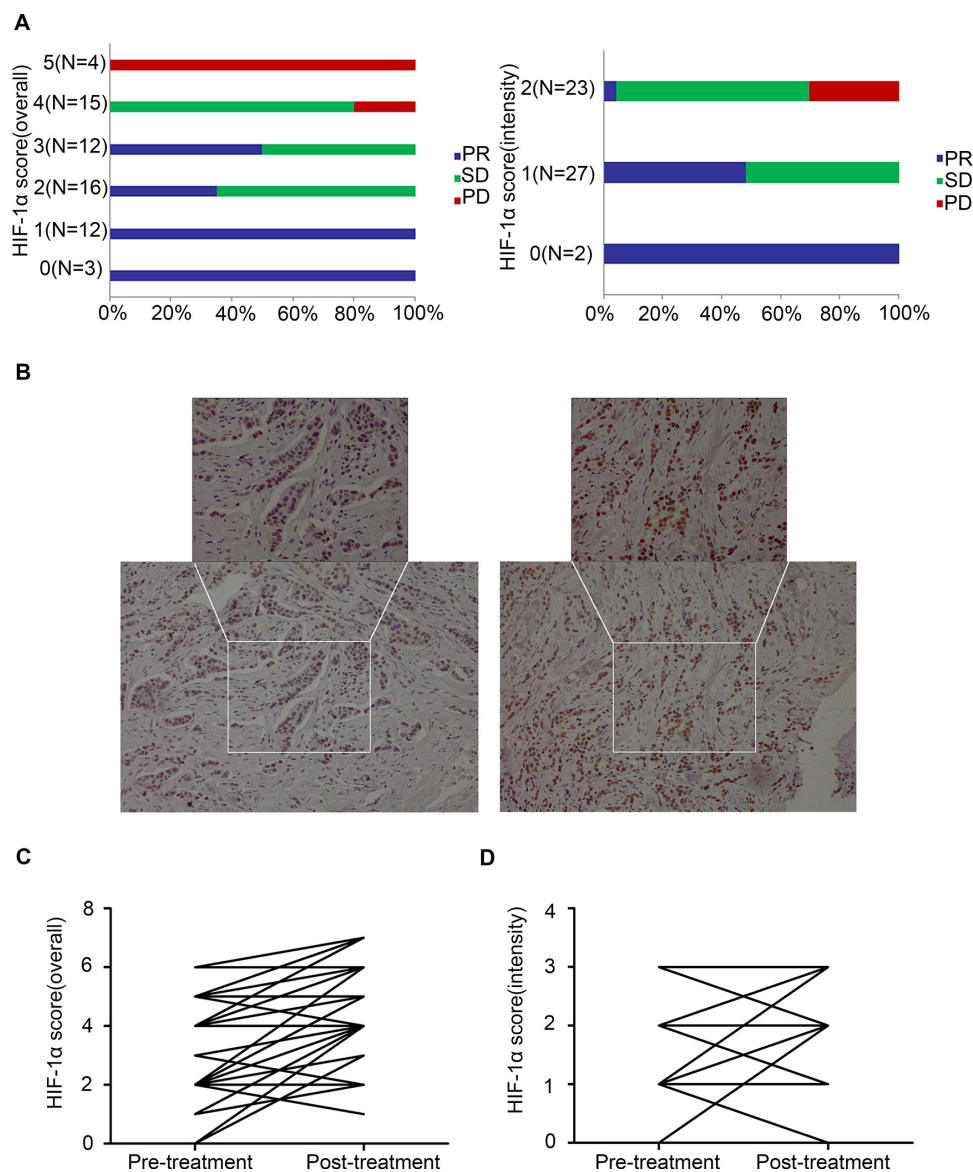 A
HIF-1α score(overall)
5(N=4)
4(N=15)
3(N=12)
2(N=16)
1(N=12)
0(N=3)
0% 20% 40% 60% 80% 100%
PR
SD
PD
HIF-1α score(intensity)
2(N=23)
1(N=27)
0(N=2)
0% 20% 40% 60% 80% 100%
PR
SD
PD
B
C
HIF-1α score(overall)
8
6
4
2
0
Pre-treatment Post-treatment
D
HIF-1α score(intensity)
4
3
2
1
0
Pre-treatment Post-treatment